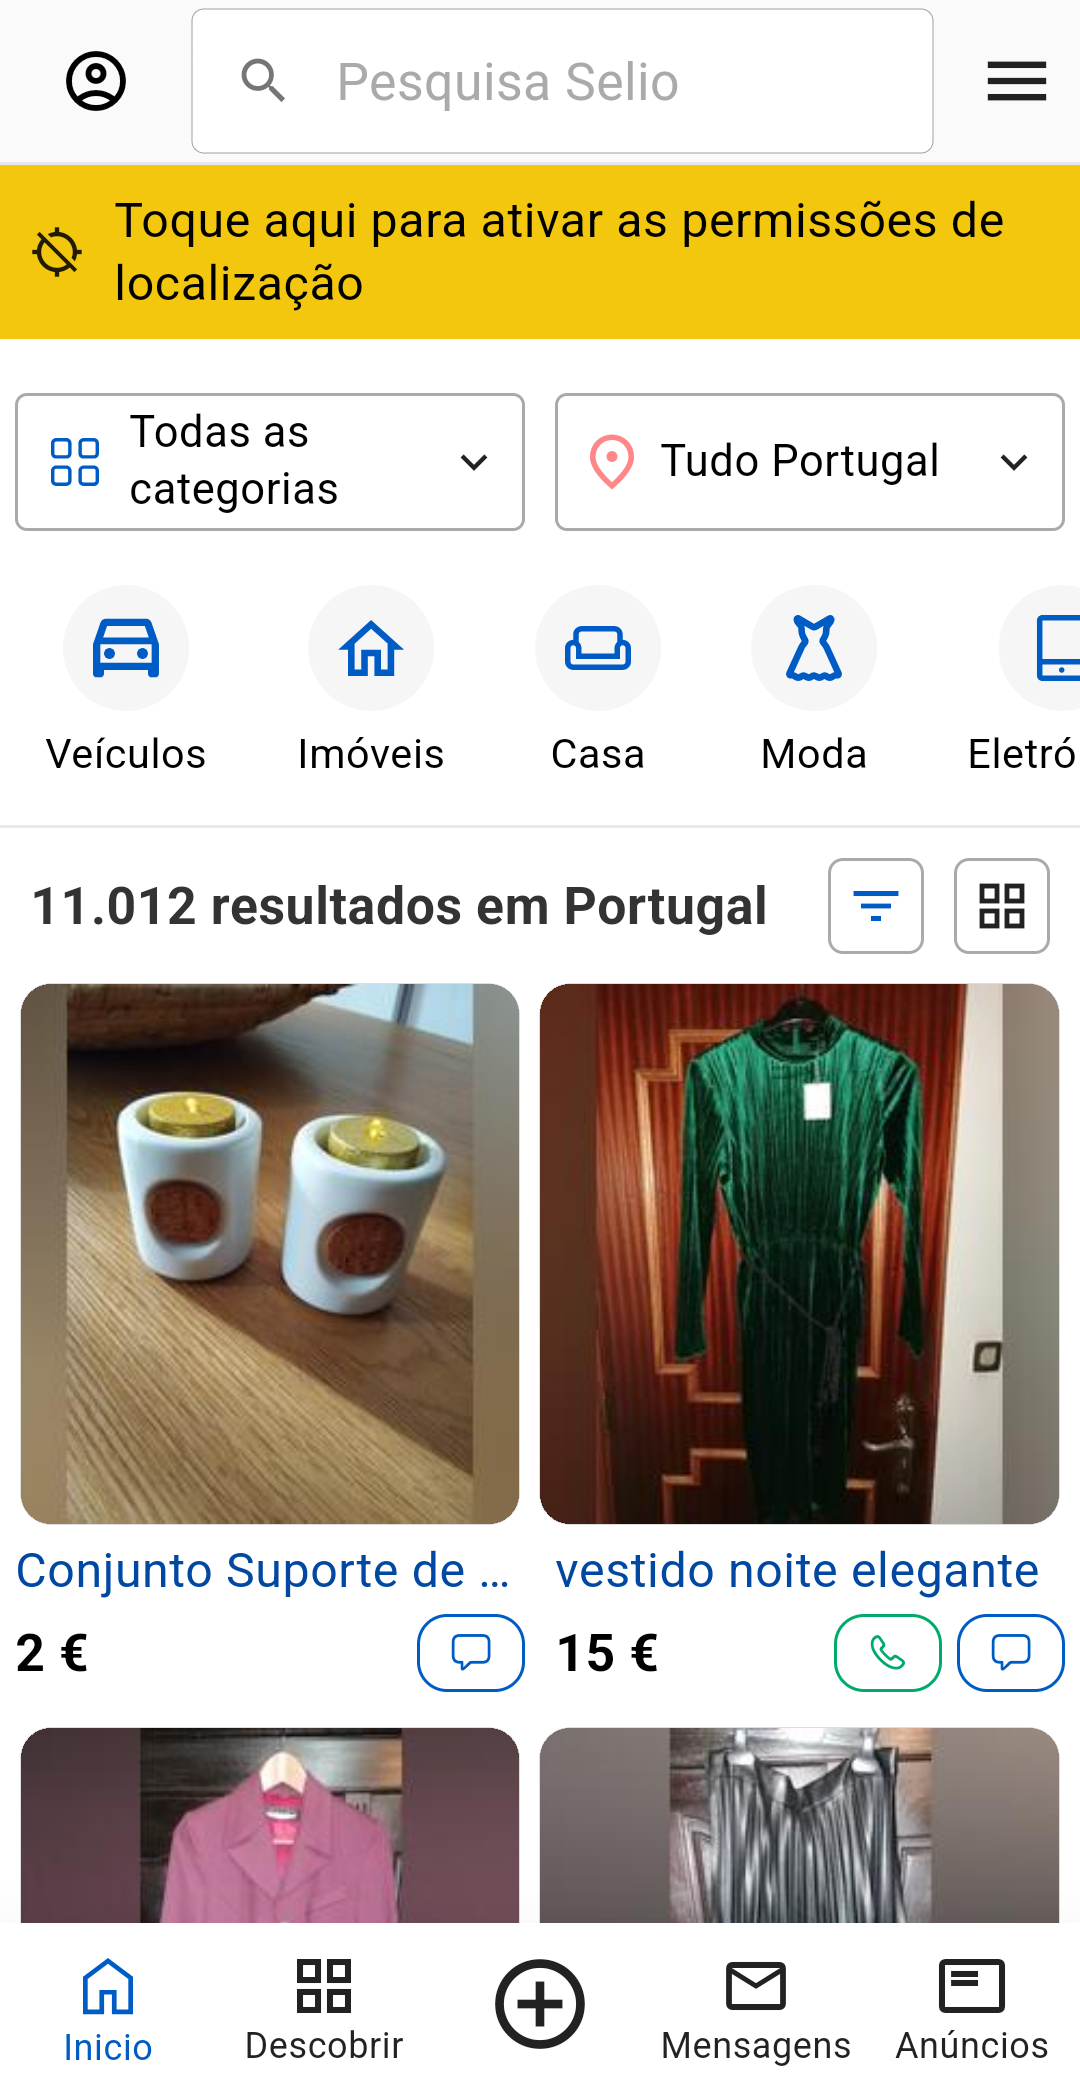 Pesquisa Selio
Toque aqui para ativar as permissões de
localização
Todas as
categorias
Tudo Portugal
Veículos
Imóveis
Casa
Moda
Eletró
11.012 resultados em Portugal
Conjunto Suporte de ...
vestido noite elegante
2 €
15 €
Inicio
Descobrir
Mensagens
Anúncios